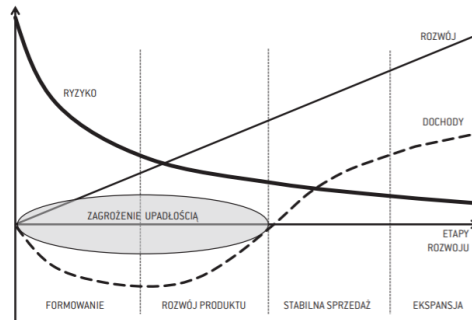 ROZWÓJ
RYZYKO
DOCHODY
ZAGROŻENIE UPADŁOŚCIĄ
ETAPY
ROZWOJU
FORMOWANIE
ROZWÓJ PRODUKTU
STABILNA SPRZEDAŻ
EKSPANSJA